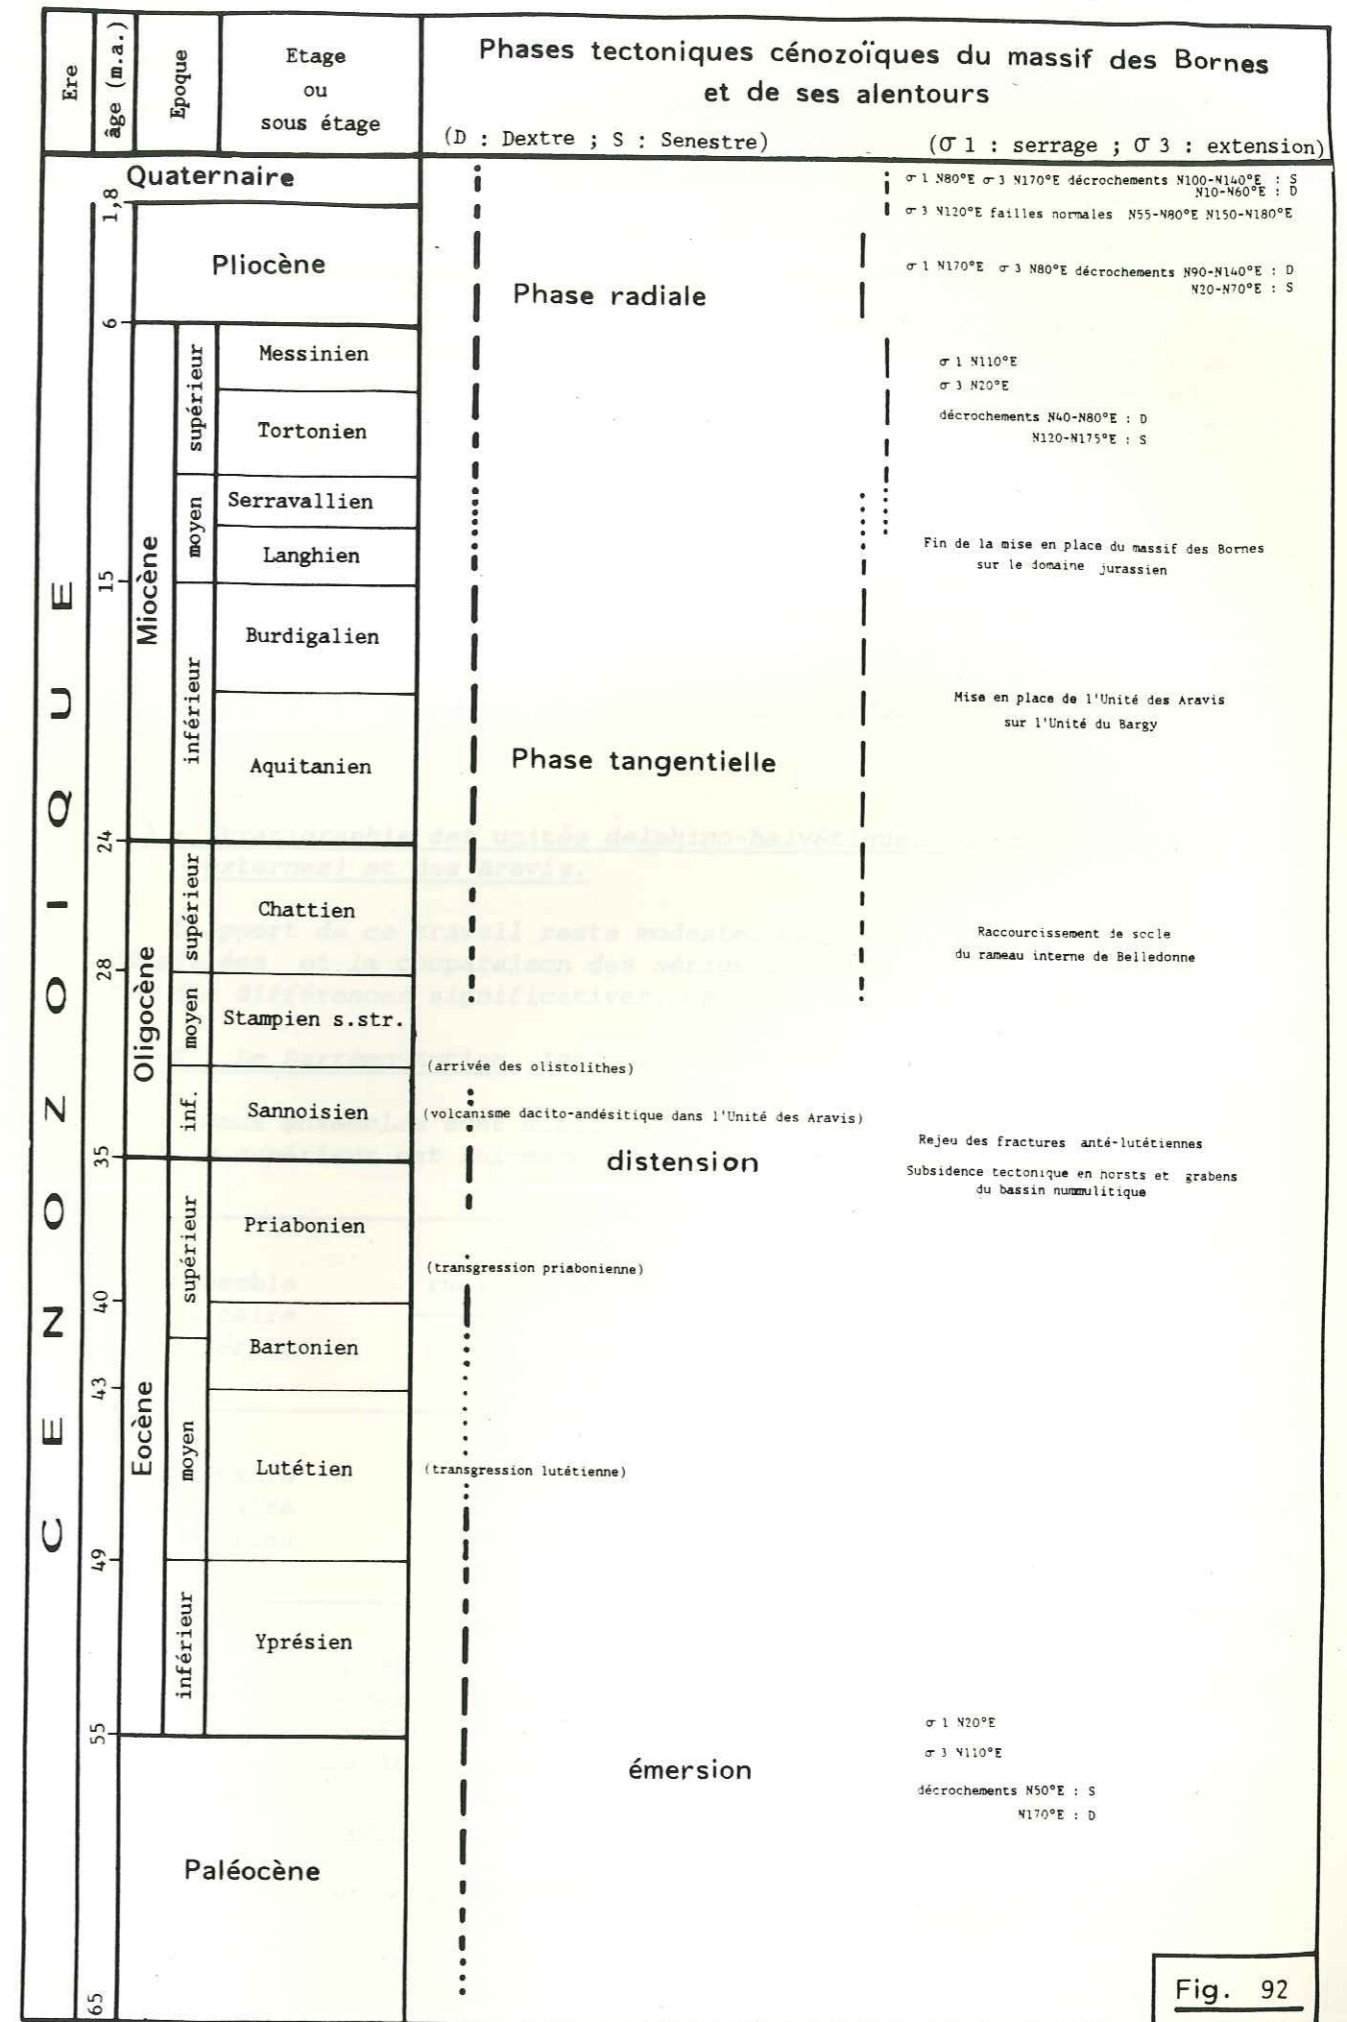 Ere
âge (m.a.)
Epoque
Etage
ou
sous étage
Phases tectoniques cénozoïques du massif des Bornes
et de ses alentours
(D : Dextre ; S : Senestre)
(σ 1 : serrage ; σ 3 : extension)
CENOZOIQUE
Quaternaire
σ 1 N80°E σ 3 N170°E décrochements N100-N140°E : S
N10-N60°E : D
1,8
σ 3 N120°E failles normales N55-N80°E N150-N180°E
Pliocène
σ 1 N170°E σ 3 N80°E décrochements N90-N140°E : D
N20-N70°E : S
Phase radiale
6
Miocène
supérieur
Messinien
σ 1 N110°E
σ 3 N20°E
Tortonien
décrochements N40-N80°E : D
N120-N175°E : S
moyen
Serravallien
Langhien
Fin de la mise en place du massif des Bornes
sur le domaine jurassien
15
inférieur
Burdigalien
Mise en place de l'Unité des Aravis
sur l'Unité du Bargy
Aquitanien
Phase tangentielle
24
Oligocène
supérieur
Chattien
Raccourcissement de socle
du rameau interne de Belledonne
28
moyen
Stampien s.str.
(arrivée des olistolithes)
inf.
Sannoisien
(volcanisme dacito-andésitique dans l'Unité des Aravis)
Rejeu des fractures anté-lutétiennes
35
distension
Subsidence tectonique en horsts et grabens
du bassin nummulitique
Eocène
supérieur
Priabonien
(transgression priabonienne)
40
Bartonien
43
moyen
Lutétien
(transgression lutétienne)
49
inférieur
Yprésien
55
σ 1 N20°E
σ 3 N110°E
émersion
décrochements N50°E : S
N170°E : D
Paléocène
65
Fig. 92